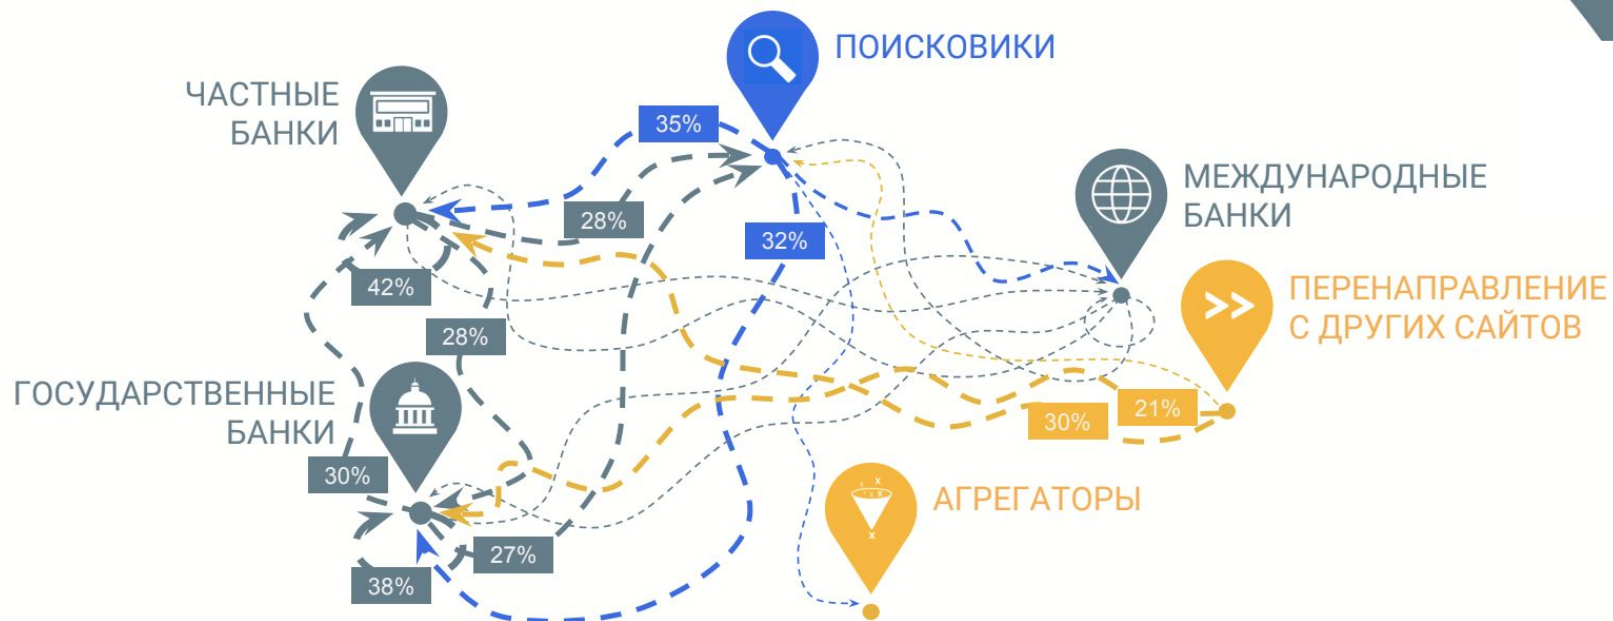 ПОИСКОВИКИ
ЧАСТНЫЕ
БАНКИ
35%
МЕЖДУНАРОДНЫЕ
БАНКИ
28%
32%
42%
ПЕРЕНАПРАВЛЕНИЕ
С ДРУГИХ САЙТОВ
28%
ГОСУДАРСТВЕННЫЕ
БАНКИ
30%
21%
30%
АГРЕГАТОРЫ
27%
38%